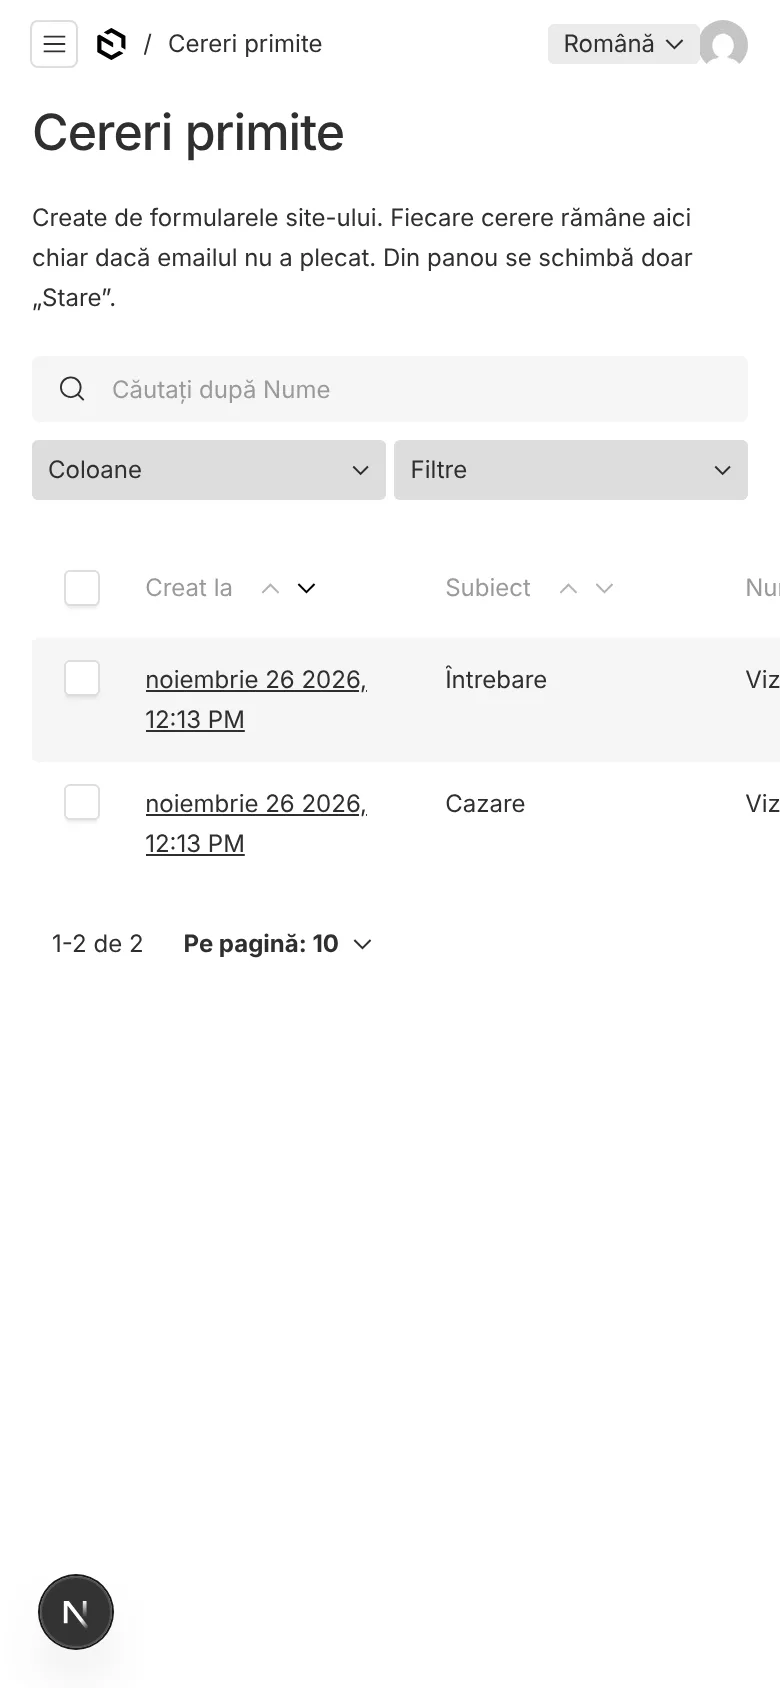 / Cereri primite
Română
Cereri primite
Create de formularele site-ului. Fiecare cerere rămâne aici
chiar dacă emailul nu a plecat. Din panou se schimbă doar
„Stare”.
Căutați după Nume
Coloane
Filtre
Creat la
Subiect
noiembrie 26 2026,
12:13 PM
Întrebare
noiembrie 26 2026,
12:13 PM
Cazare
1-2 de 2
Pe pagină: 10
N